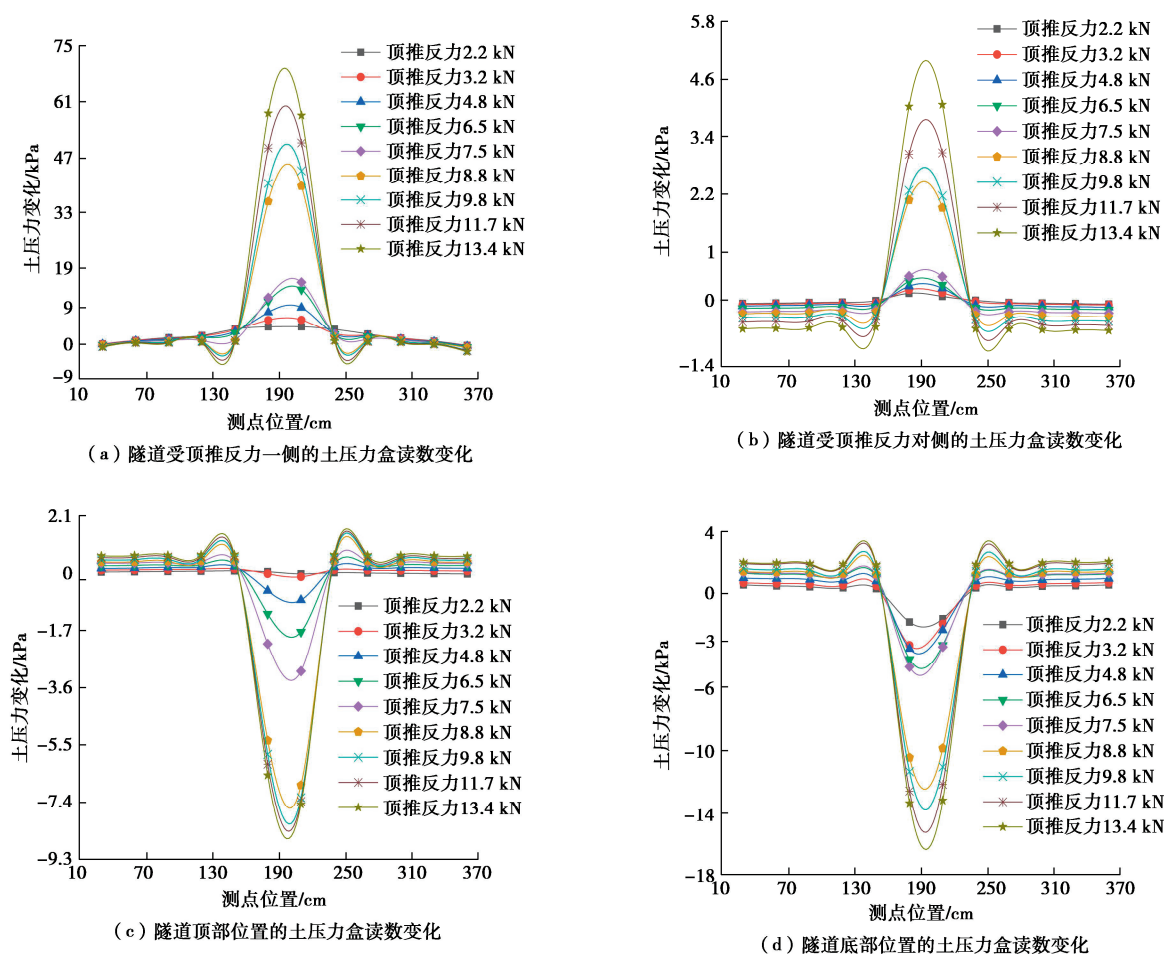 75
61
47
33
19
9
0
−9
10
70
130
190
250
310
370
土压力变化/kPa
测点位置/cm
顶推反力2.2 kN
顶推反力3.2 kN
顶推反力4.8 kN
顶推反力6.5 kN
顶推反力7.5 kN
顶推反力8.8 kN
顶推反力9.8 kN
顶推反力11.7 kN
顶推反力13.4 kN
（a）隧道受顶推反力一侧的土压力盒读数变化
5.8
4.6
3.4
2.2
1
0
−1.4
10
70
130
190
250
310
370
土压力变化/kPa
测点位置/cm
顶推反力2.2 kN
顶推反力3.2 kN
顶推反力4.8 kN
顶推反力6.5 kN
顶推反力7.5 kN
顶推反力8.8 kN
顶推反力9.8 kN
顶推反力11.7 kN
顶推反力13.4 kN
（b）隧道受顶推反力对侧的土压力盒读数变化
2.1
0
−1.7
−3.6
−5.5
−7.4
−9.3
10
70
130
190
250
310
370
土压力变化/kPa
测点位置/cm
顶推反力2.2 kN
顶推反力3.2 kN
顶推反力4.8 kN
顶推反力6.5 kN
顶推反力7.5 kN
顶推反力8.8 kN
顶推反力9.8 kN
顶推反力11.7 kN
顶推反力13.4 kN
（c）隧道顶部位置的土压力盒读数变化
4
0
−3
−6
−10
−14
−18
10
70
130
190
250
310
370
土压力变化/kPa
测点位置/cm
顶推反力2.2 kN
顶推反力3.2 kN
顶推反力4.8 kN
顶推反力6.5 kN
顶推反力7.5 kN
顶推反力8.8 kN
顶推反力9.8 kN
顶推反力11.7 kN
顶推反力13.4 kN
（d）隧道底部位置的土压力盒读数变化